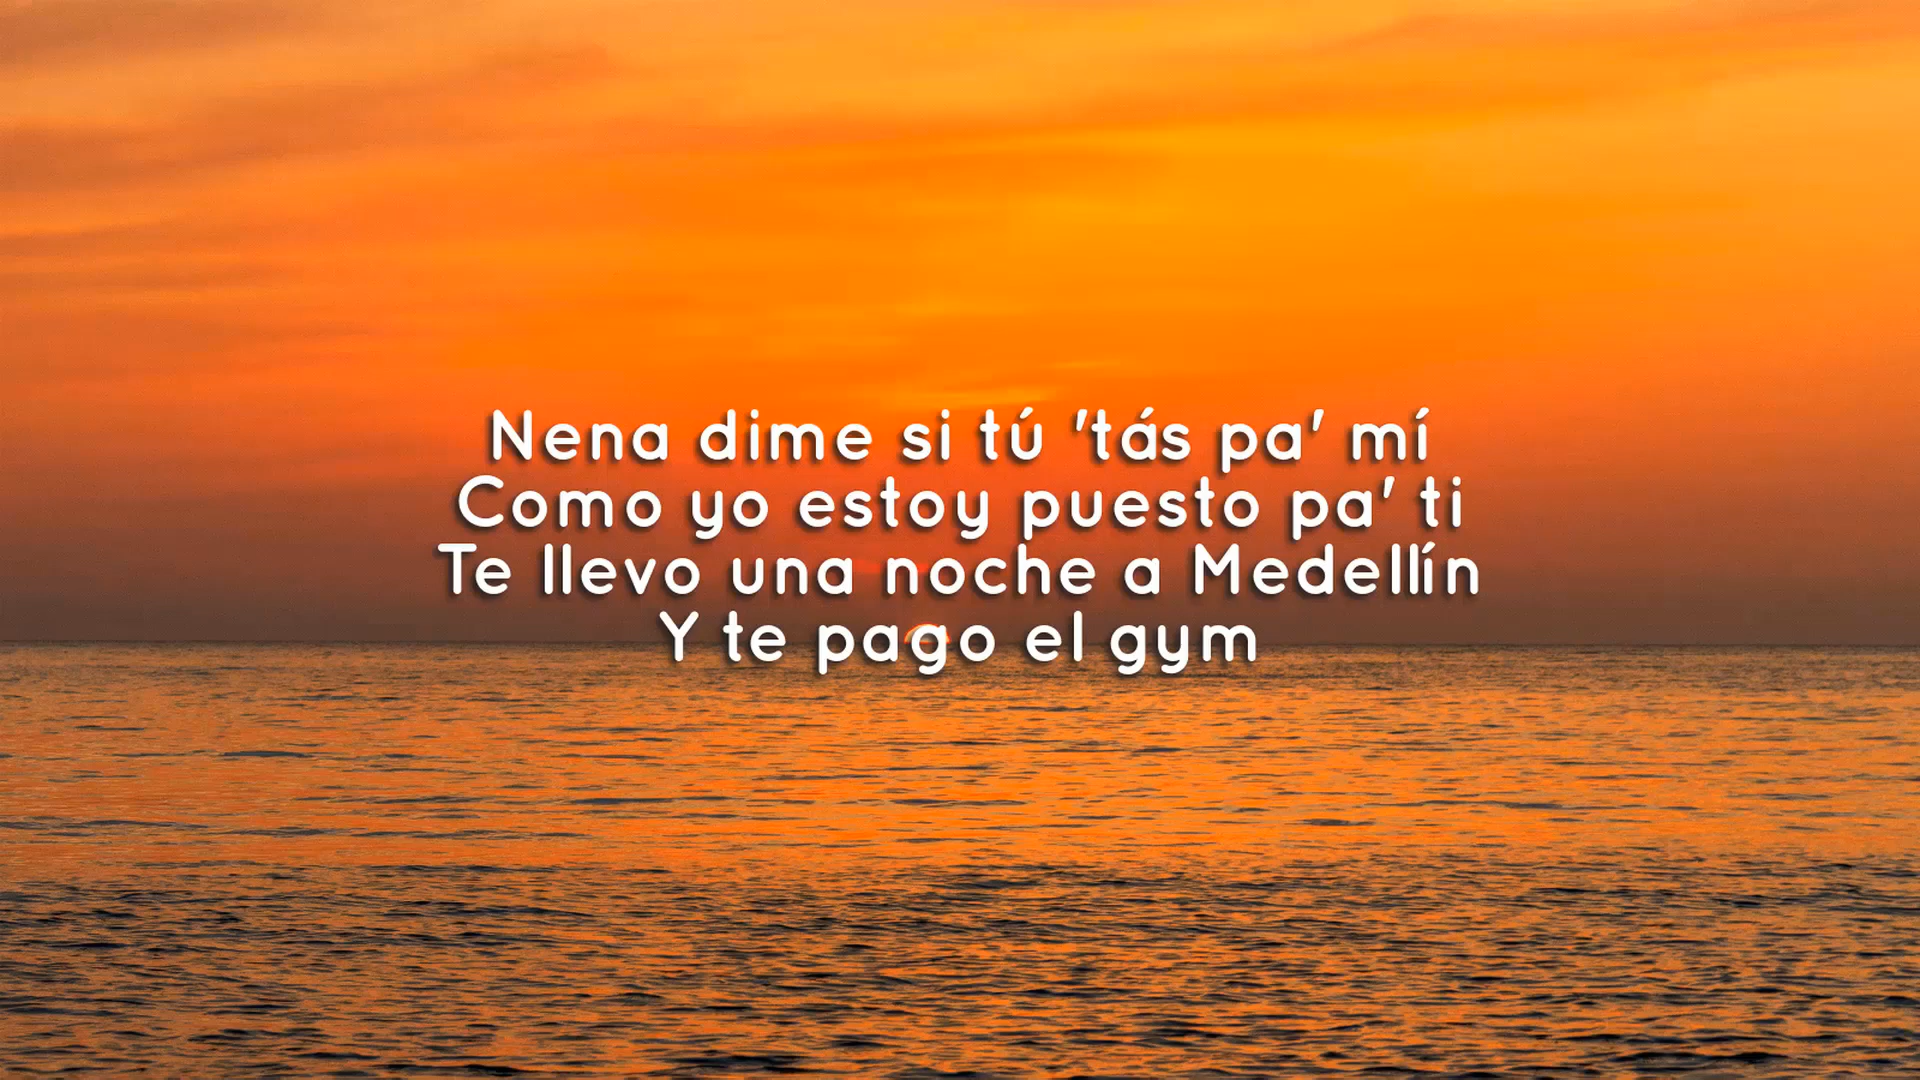 Nena dime si tú 'tás pa' mí
Como yo estoy puesto pa' ti
Te llevo una noche a Medellín
Y te pago el gym